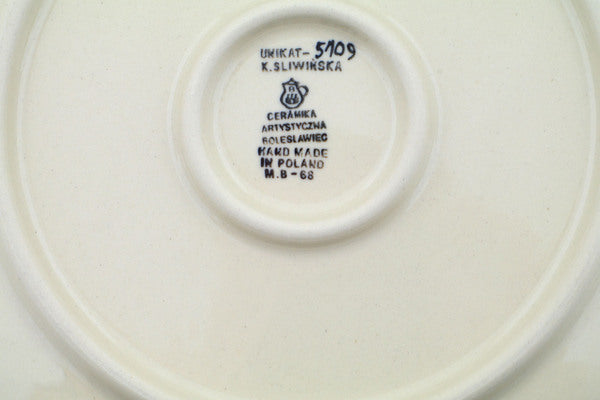 UNIKAT- 5109
K.SLIWIŃSKA
CERAMIKA
ARTYSTYCZNA
BOLESŁAWIEC
HAND MADE
IN POLAND
M.B-68